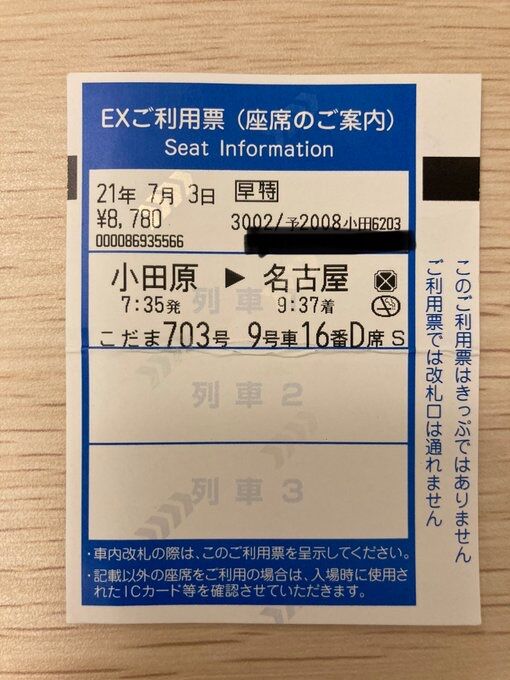 EXご利用票（座席のご案内）
Seat Information
21年 7月 3日 早特
¥8,780
3002/予2008小田6203
000086935566
小田原 ▶ 名古屋
7:35発 9:37着
列車1
こだま703号 9号車16番D席 S
列車2
列車3
・車内改札の際は、このご利用票を呈示してください。
・記載以外の座席をご利用の場合は、入場時に使用さ
れたICカード等を確認させていただきます。
このご利用票はきっぷではありません
ご利用票では改札口は通れません